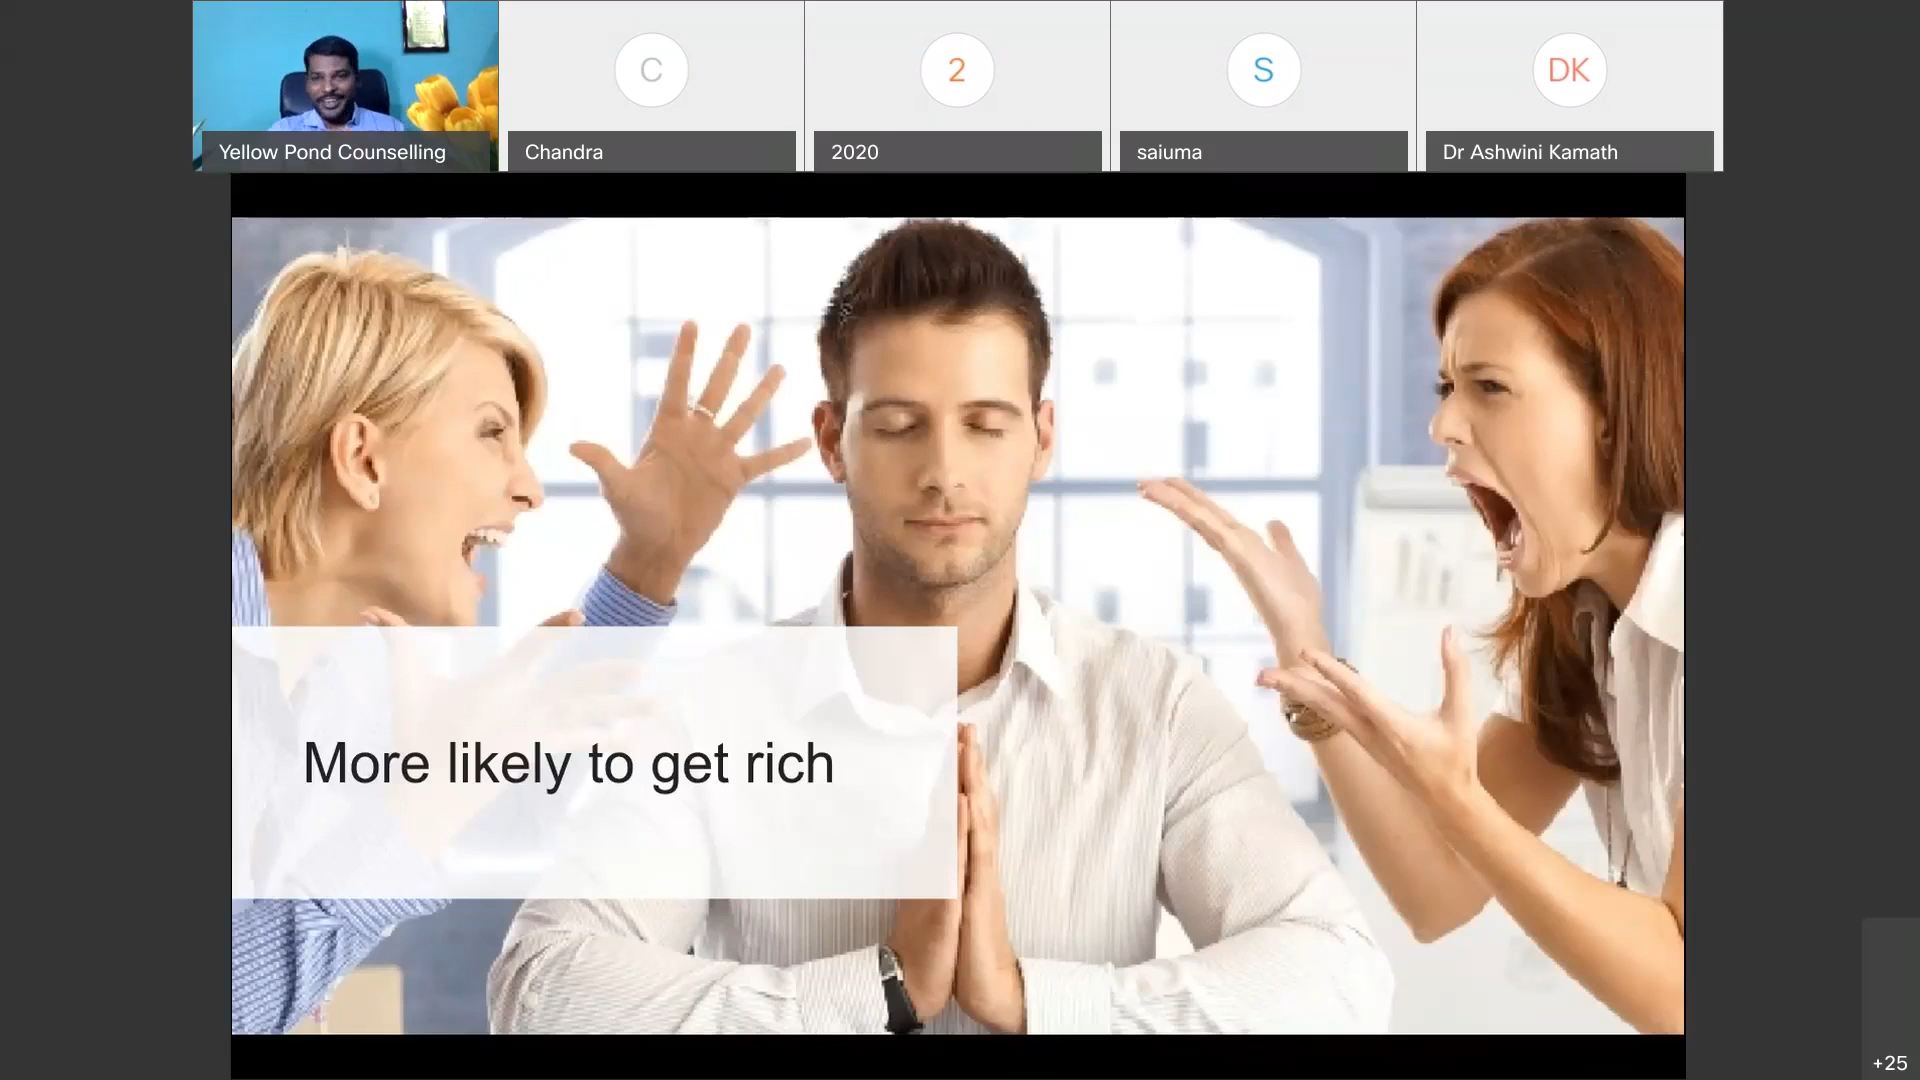 C
2
S
DK
Yellow Pond Counselling
Chandra
2020
saiuma
Dr Ashwini Kamath
More likely to get rich
+25